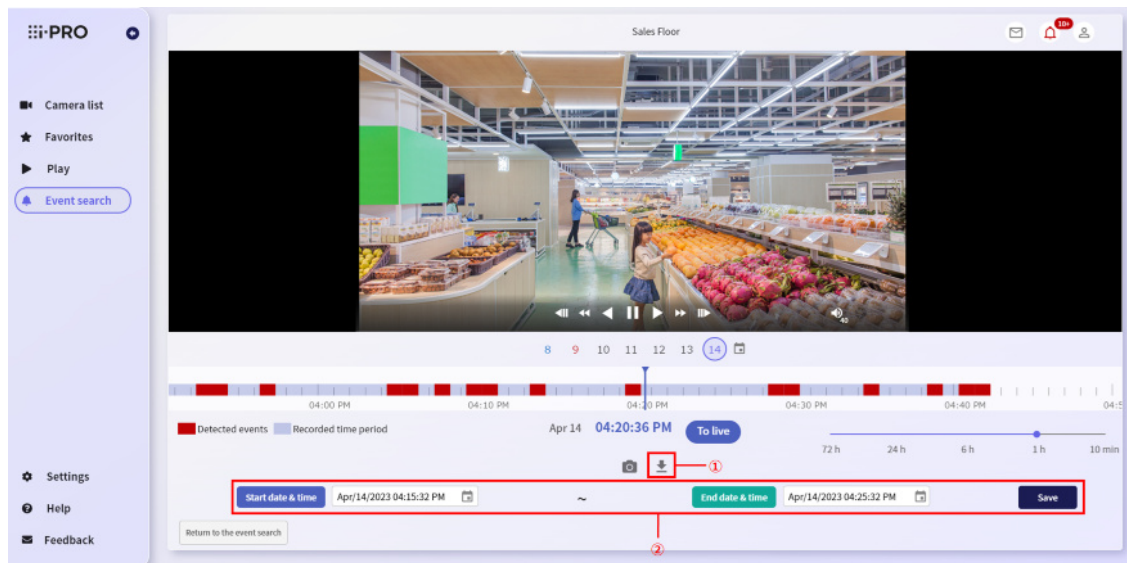 i-PRO
Sales Floor
10+
Camera list
Favorites
Play
Event search
40
8 9 10 11 12 13 14
04:00 PM 04:10 PM 04:20 PM 04:30 PM 04:40 PM 04:5
Detected events Recorded time period Apr 14 04:20:36 PM To live
72 h 24 h 6 h 1 h 10 min
①
Settings
Start date & time Apr/14/2023 04:15:32 PM ~ End date & time Apr/14/2023 04:25:32 PM Save
Help
Return to the event search
Feedback
②